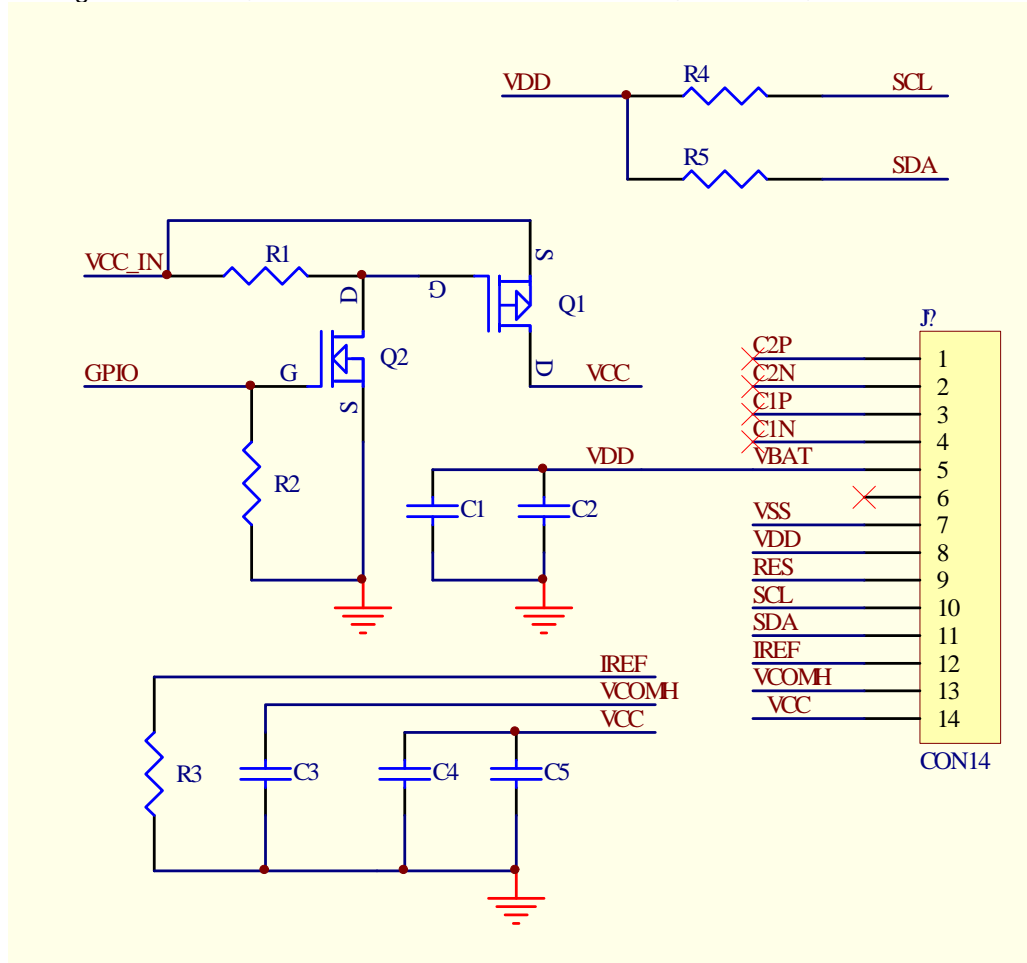 VDD R4 SCL
R5 SDA
VCC_IN R1 D G S Q1
GPIO G Q2 S D VCC
R2
VDD
C1 C2
J?
C2P 1
C2N 2
C1P 3
C1N 4
VBAT 5
6
VSS 7
VDD 8
RES 9
SCL 10
SDA 11
IREF 12
VCOMH 13
VCC 14
CON14
IREF
VCOMH
VCC
R3 C3 C4 C5